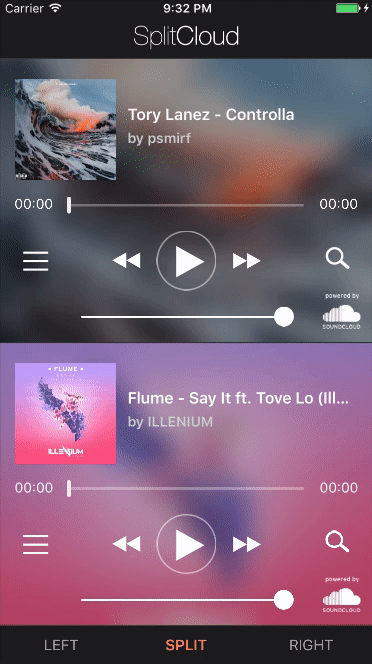 Carrier 9:32 PM
SplitCloud
Tory Lanez - Controlla
by psmirf
00:00 00:00
powered by
SOUNDCLOUD
• FLUME •
ILLENIUM
Flume - Say It ft. Tove Lo (Ill...
by ILLENIUM
00:00 00:00
powered by
SOUNDCLOUD
LEFT SPLIT RIGHT